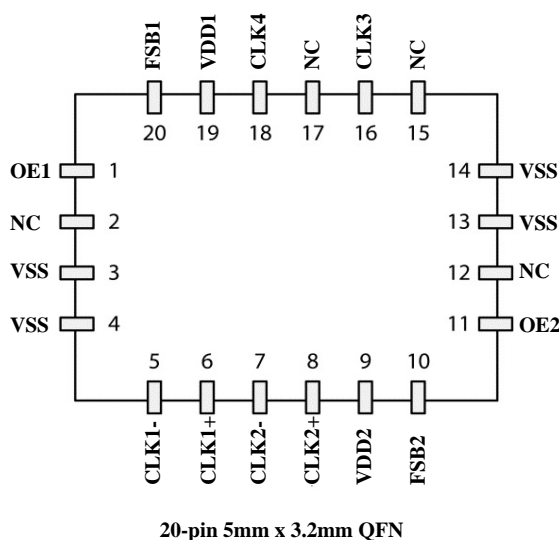 FSB1 VDD1 CLK4 NC CLK3 NC
20 19 18 17 16 15
OE1 1 14 VSS
NC 2 13 VSS
VSS 3 12 NC
VSS 4 11 OE2
5 6 7 8 9 10
CLK1- CLK1+ CLK2- CLK2+ VDD2 FSB2
20-pin 5mm x 3.2mm QFN